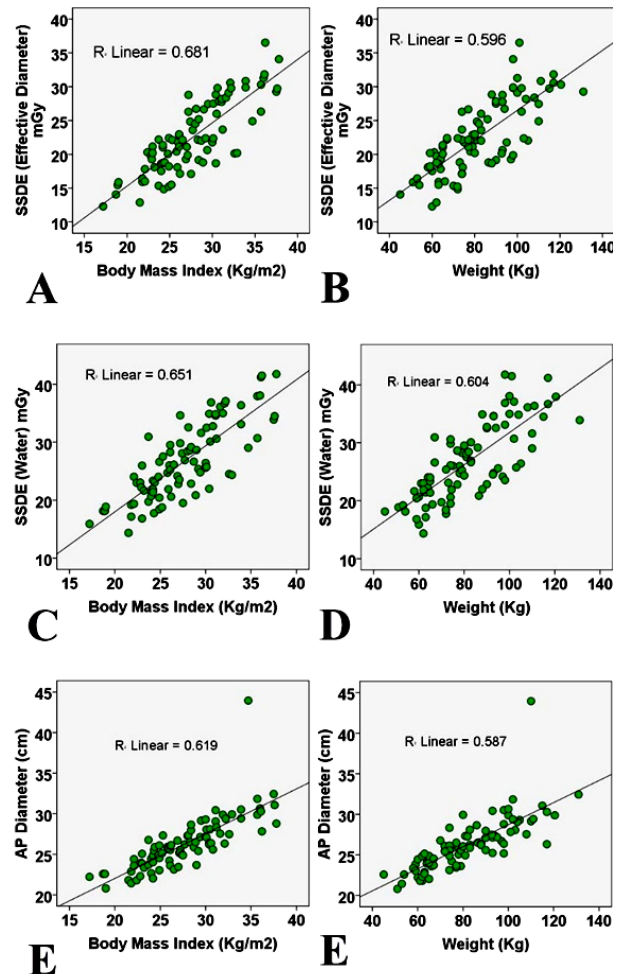 R, Linear = 0.681
SSDE (Effective Diameter)
mGy
40
35
30
25
20
15
10
15 20 25 30 35 40
Body Mass Index (Kg/m2)
A
R, Linear = 0.596
SSDE (Effective Diameter)
mGy
40
35
30
25
20
15
10
40 60 80 100 120 140
Weight (Kg)
B
R, Linear = 0.651
SSDE (Water) mGy
40
30
20
10
15 20 25 30 35 40
Body Mass Index (Kg/m2)
C
R, Linear = 0.604
SSDE (Water) mGy
40
30
20
10
40 60 80 100 120 140
Weight (Kg)
D
R, Linear = 0.619
AP Diameter (cm)
45
40
35
30
25
20
15 20 25 30 35 40
Body Mass Index (Kg/m2)
E
R, Linear = 0.587
AP Diameter (cm)
45
40
35
30
25
20
40 60 80 100 120 140
Weight (Kg)
E